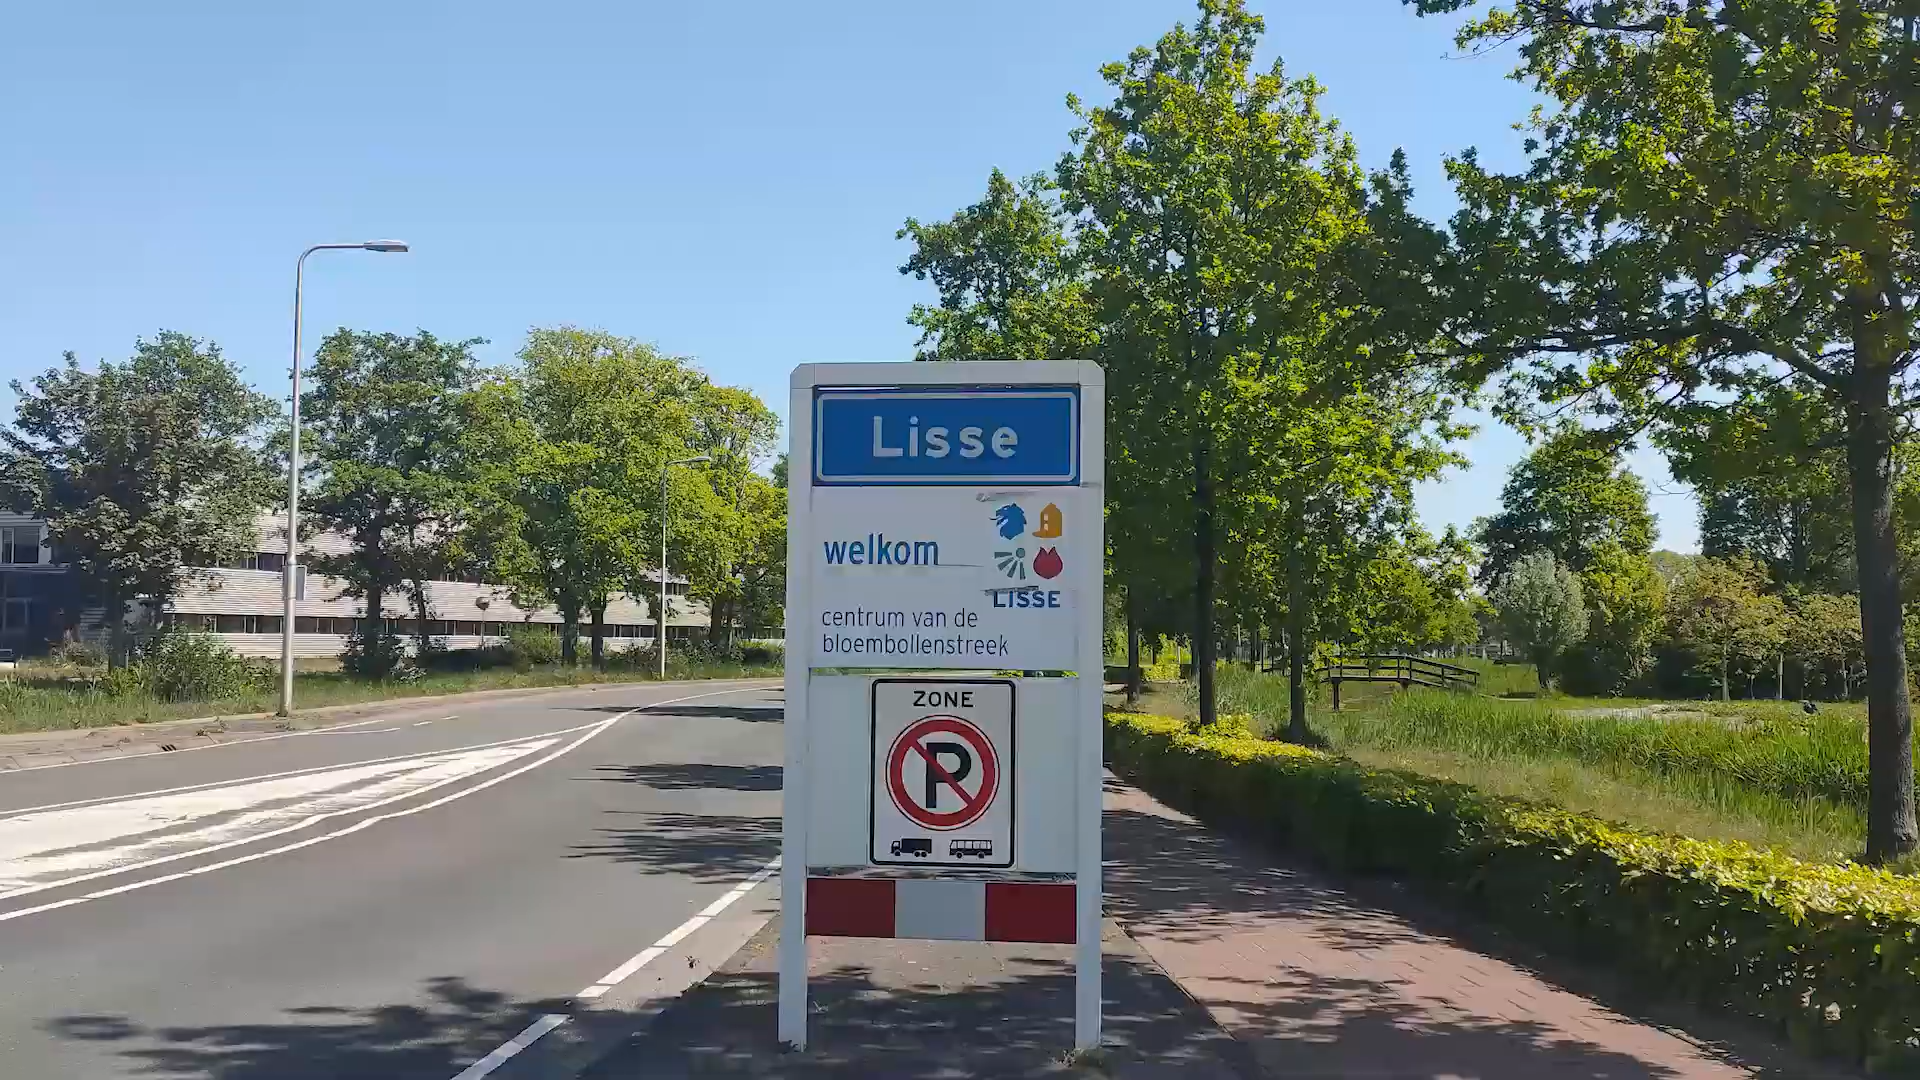 Lisse
welkom
LISSE
centrum van de
bloembollenstreek
ZONE
P